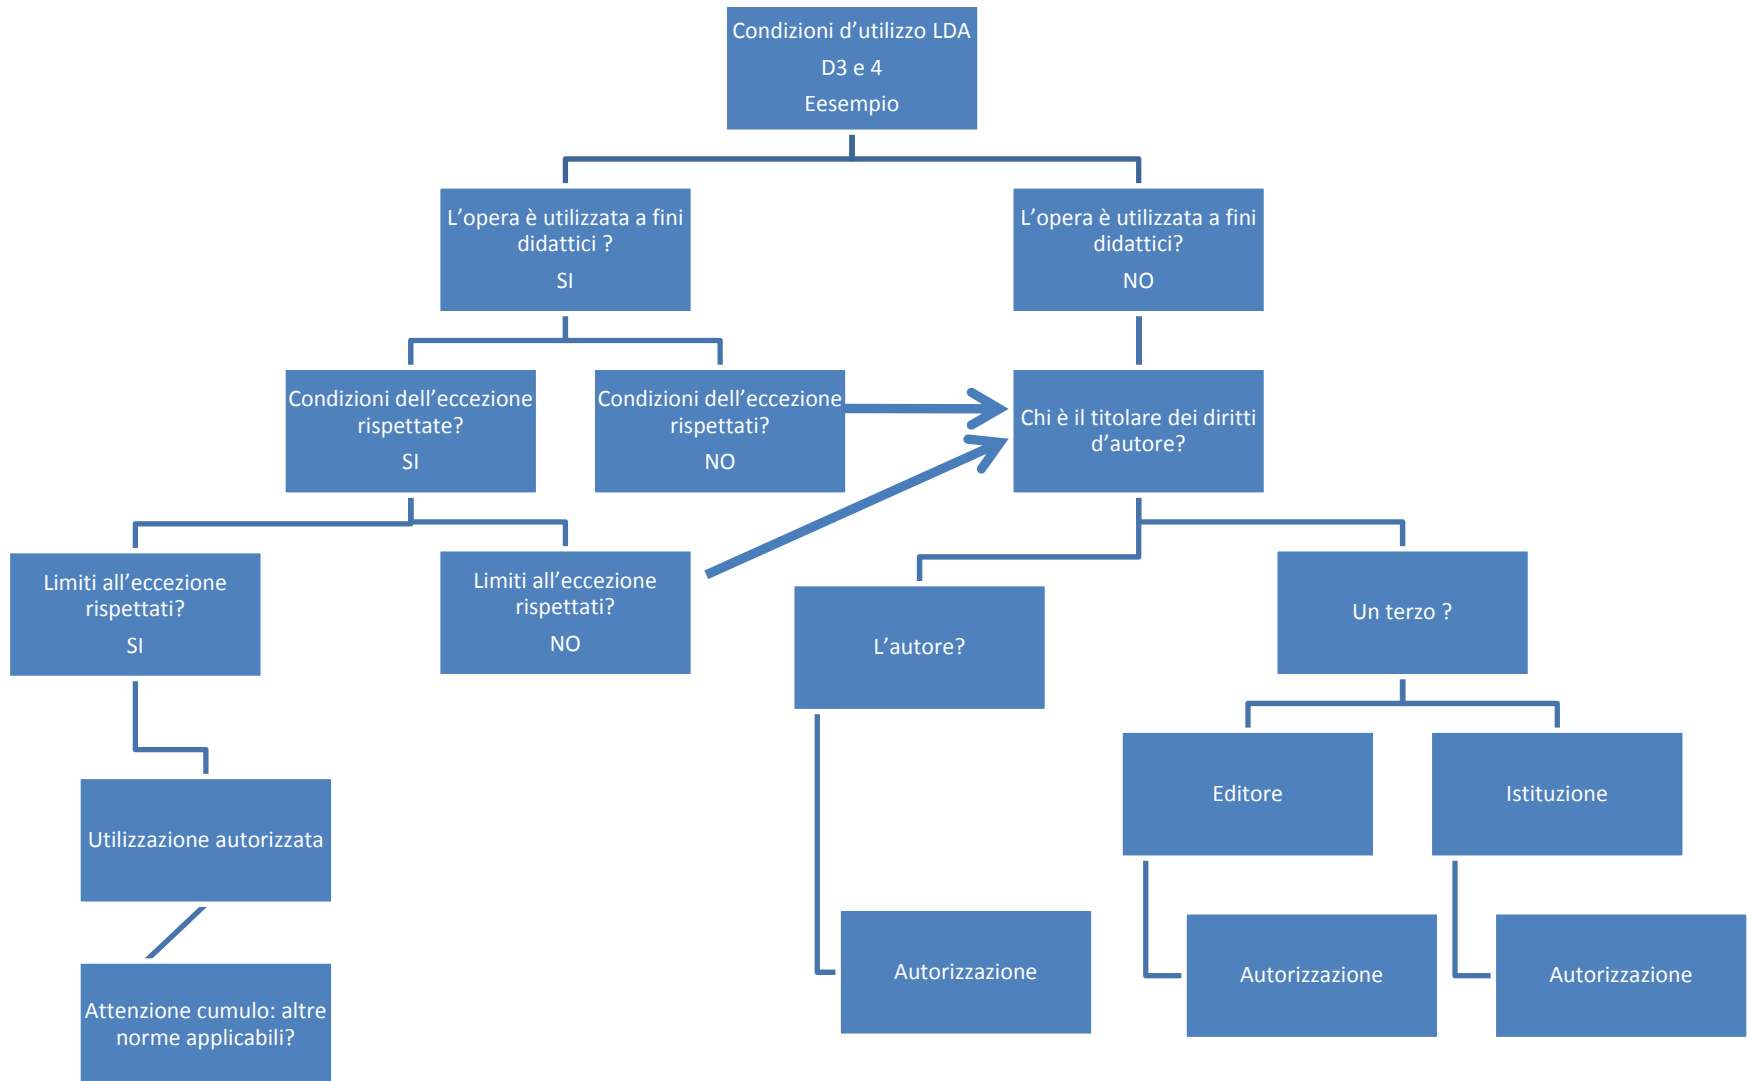 Condizioni d’utilizzo LDA
D3 e 4
Eesempio
L’opera è utilizzata a fini
didattici ?
SI
L’opera è utilizzata a fini
didattici?
NO
Condizioni dell’eccezione
rispettate?
SI
Condizioni dell’eccezione
rispettati?
NO
Chi è il titolare dei diritti
d’autore?
Limiti all’eccezione
rispettati?
SI
Limiti all’eccezione
rispettati?
NO
L’autore?
Un terzo ?
Editore
Istituzione
Utilizzazione autorizzata
Autorizzazione
Autorizzazione
Autorizzazione
Attenzione cumulo: altre
norme applicabili?